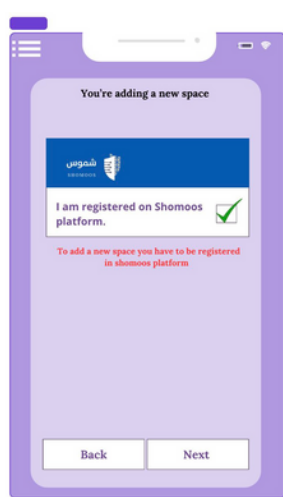 You're adding a new space
شموس
SHOMOOS
I am registered on Shomoos
platform.
To add a new space you have to be registered
in shomoos platform
Back
Next